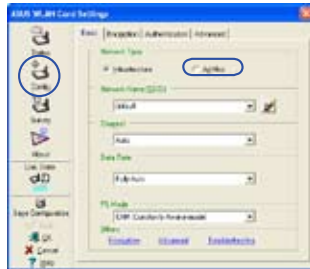 ASUS WLAN Card Settings
Status
Config
Survey
About
Link State
Save Configuration
OK
Cancel
Help
Basic Encryption Authentication Advanced
Network Type
Infrastructure
Ad Hoc
Network Name (SSID)
default
Channel
Auto
Data Rate
Fully Auto
PS Mode
Others
Encryption Advanced